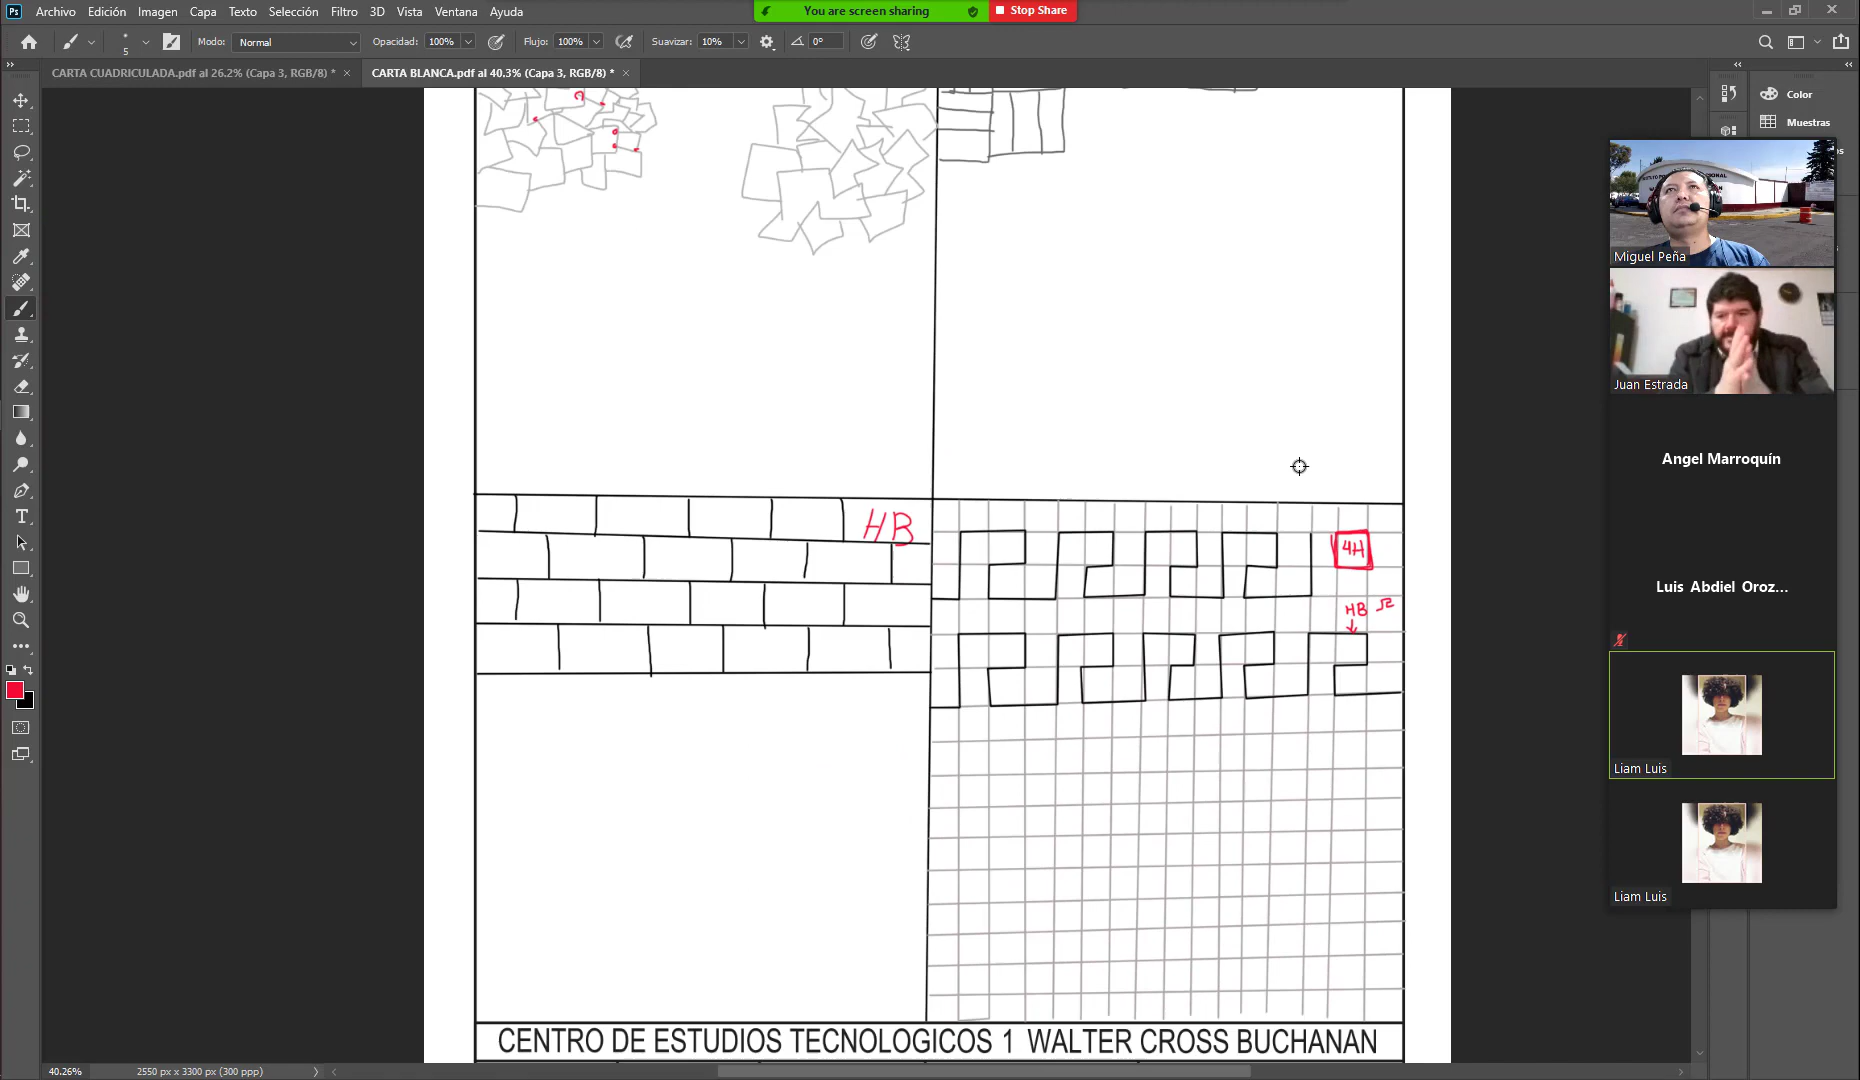 Ps Archivo Edición Imagen Capa Texto Selección Filtro 3D Vista Ventana Ayuda
You are screen sharing Stop Share
5 Modo: Normal Opacidad: 100% Flujo: 100% Suavizar: 10% 0°
CARTA CUADRICULADA.pdf al 26.2% (Capa 3, RGB/8) * × CARTA BLANCA.pdf al 40.3% (Capa 3, RGB/8) * ×
Color
Muestras
Miguel Peña
Juan Estrada
Angel Marroquín
HB
4H
Luis Abdiel Oroz...
HB
Liam Luis
Liam Luis
CENTRO DE ESTUDIOS TECNOLOGICOS 1 WALTER CROSS BUCHANAN
40.26% 2550 px x 3300 px (300 ppp)